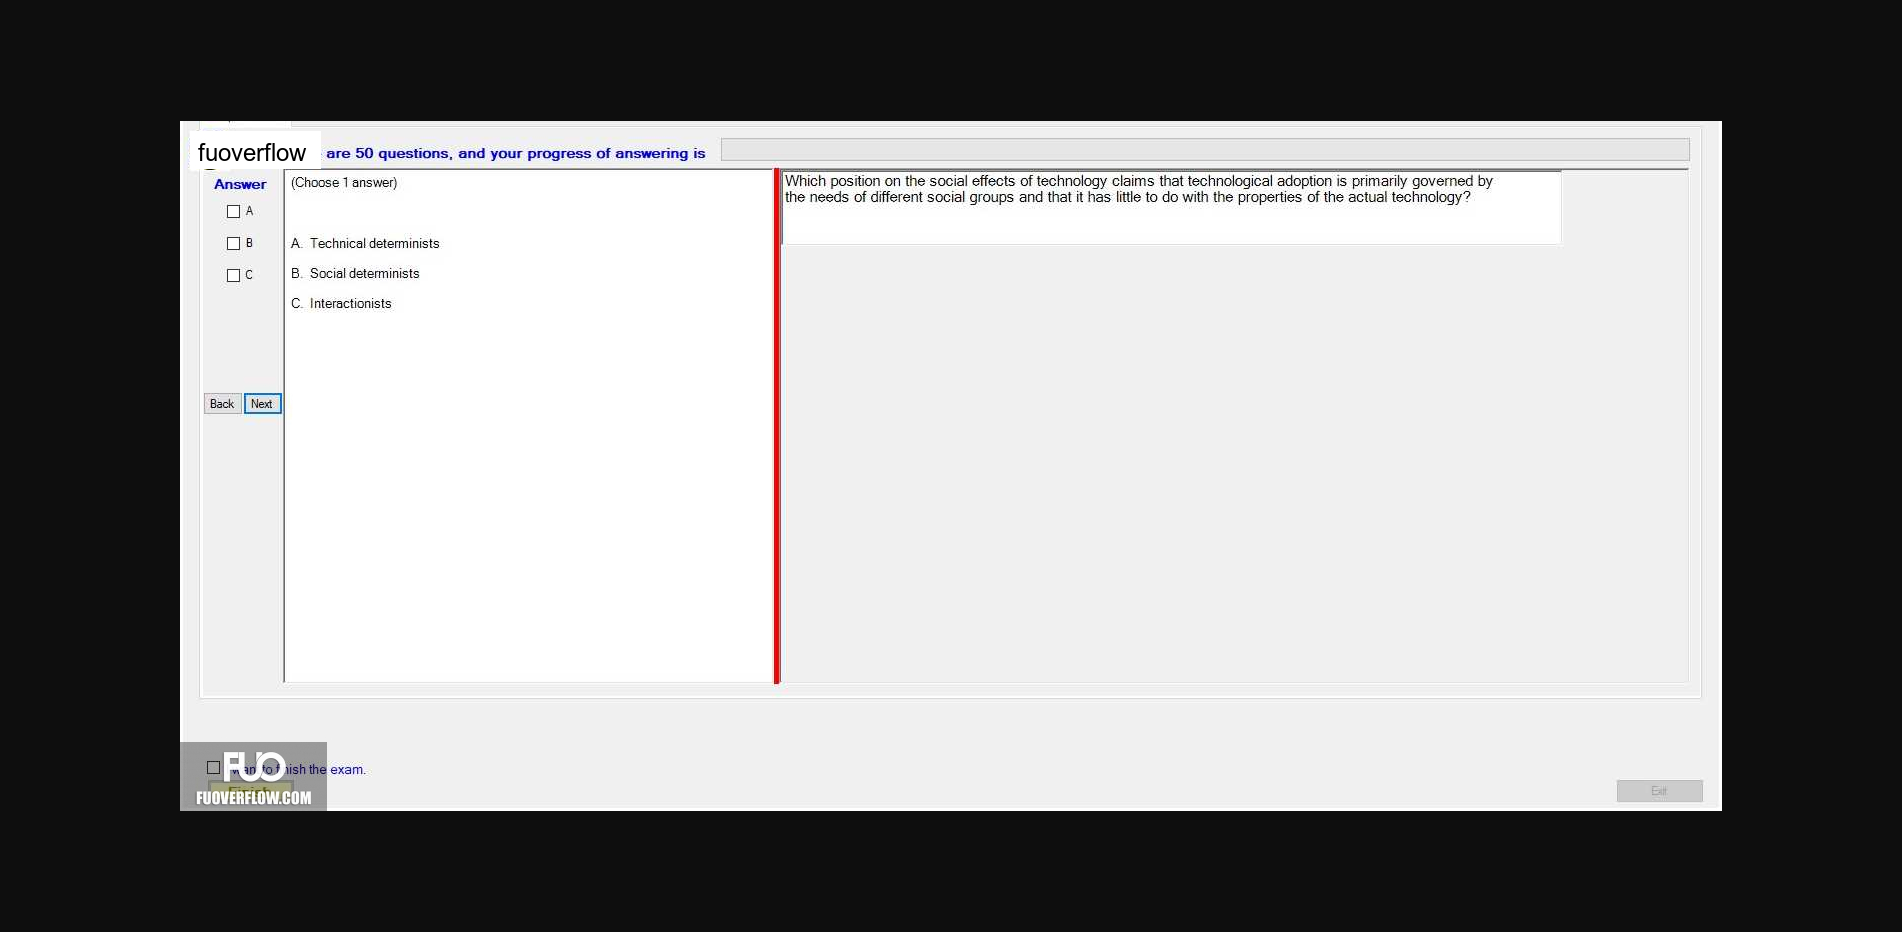 fuoverflow are 50 questions, and your progress of answering is
Answer
A
B
C
Back Next
(Choose 1 answer)
A. Technical determinists
B. Social determinists
C. Interactionists
Which position on the social effects of technology claims that technological adoption is primarily governed by
the needs of different social groups and that it has little to do with the properties of the actual technology?
want to finish the exam.
Finish
FUO
FUOVERFLOW.COM
Exit